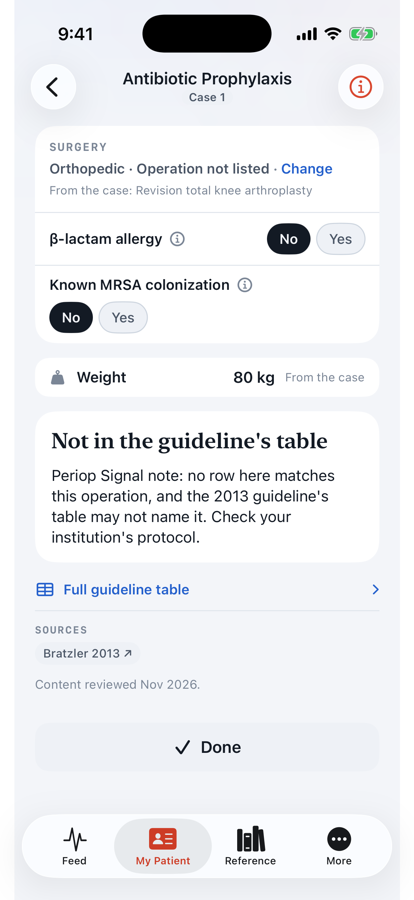 9:41
Antibiotic Prophylaxis
Case 1
SURGERY
Orthopedic · Operation not listed · Change
From the case: Revision total knee arthroplasty
β-lactam allergy
No
Yes
Known MRSA colonization
No
Yes
Weight
80 kg
From the case
Not in the guideline's table
Periop Signal note: no row here matches
this operation, and the 2013 guideline's
table may not name it. Check your
institution's protocol.
Full guideline table
SOURCES
Bratzler 2013 ↗
Content reviewed Nov 2026.
Done
Feed
My Patient
Reference
More